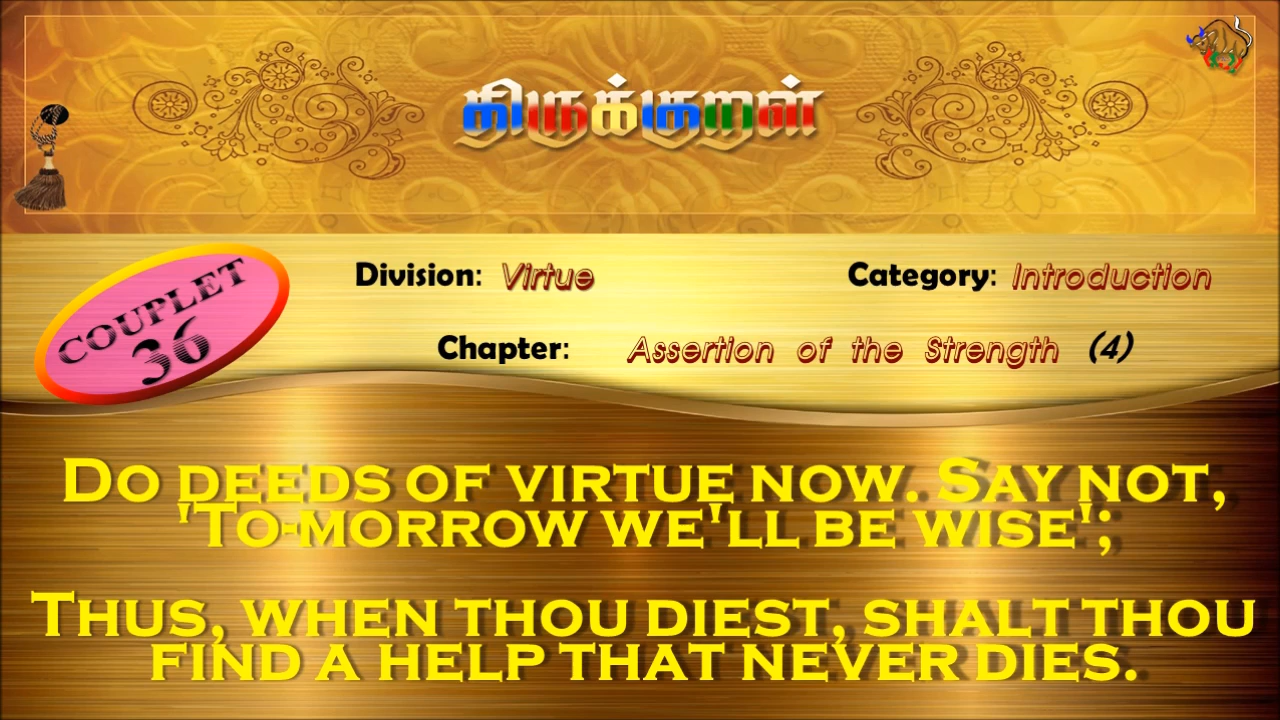 திருக்குறள்
COUPLET
36
Division: Virtue
Category: Introduction
Chapter: Assertion of the Strength (4)
Do deeds of virtue now. Say not,
'To-morrow we'll be wise';
Thus, when thou diest, shalt thou
find a help that never dies.